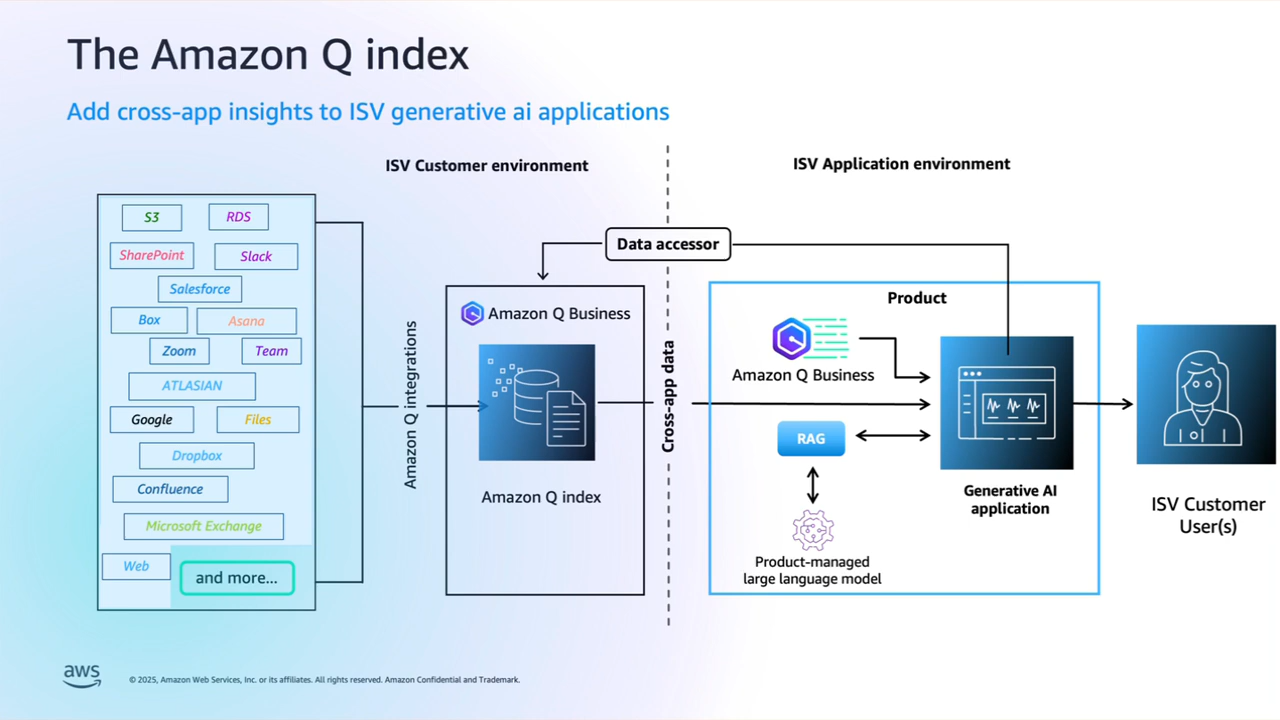 The Amazon Q index
Add cross-app insights to ISV generative ai applications
ISV Customer environment
ISV Application environment
S3
RDS
SharePoint
Slack
Salesforce
Box
Asana
Zoom
Team
ATLASIAN
Google
Files
Dropbox
Confluence
Microsoft Exchange
Web
and more...
Amazon Q integrations
Data accessor
Amazon Q Business
Amazon Q index
Cross-app data
Product
Amazon Q Business
RAG
Product-managed
large language model
Generative AI
application
ISV Customer
User(s)
aws
© 2025, Amazon Web Services, Inc. or its affiliates. All rights reserved. Amazon Confidential and Trademark.